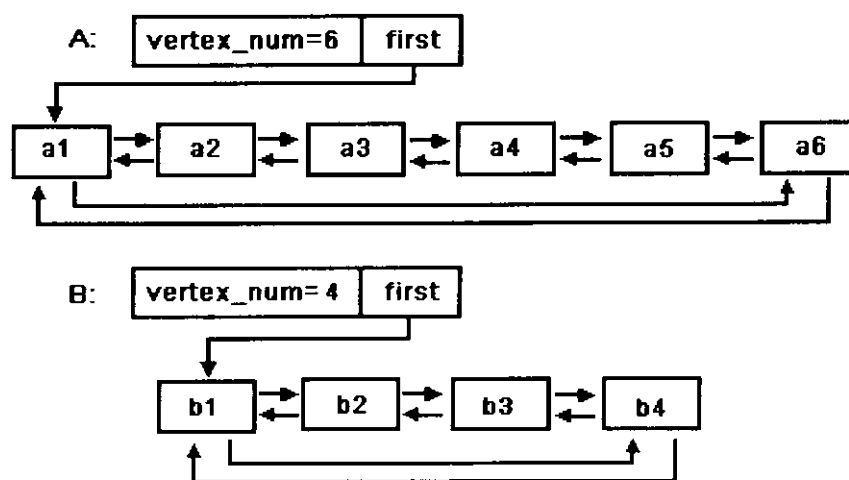 A: vertex_num=6 first
a1 a2 a3 a4 a5 a6
B: vertex_num= 4 first
b1 b2 b3 b4